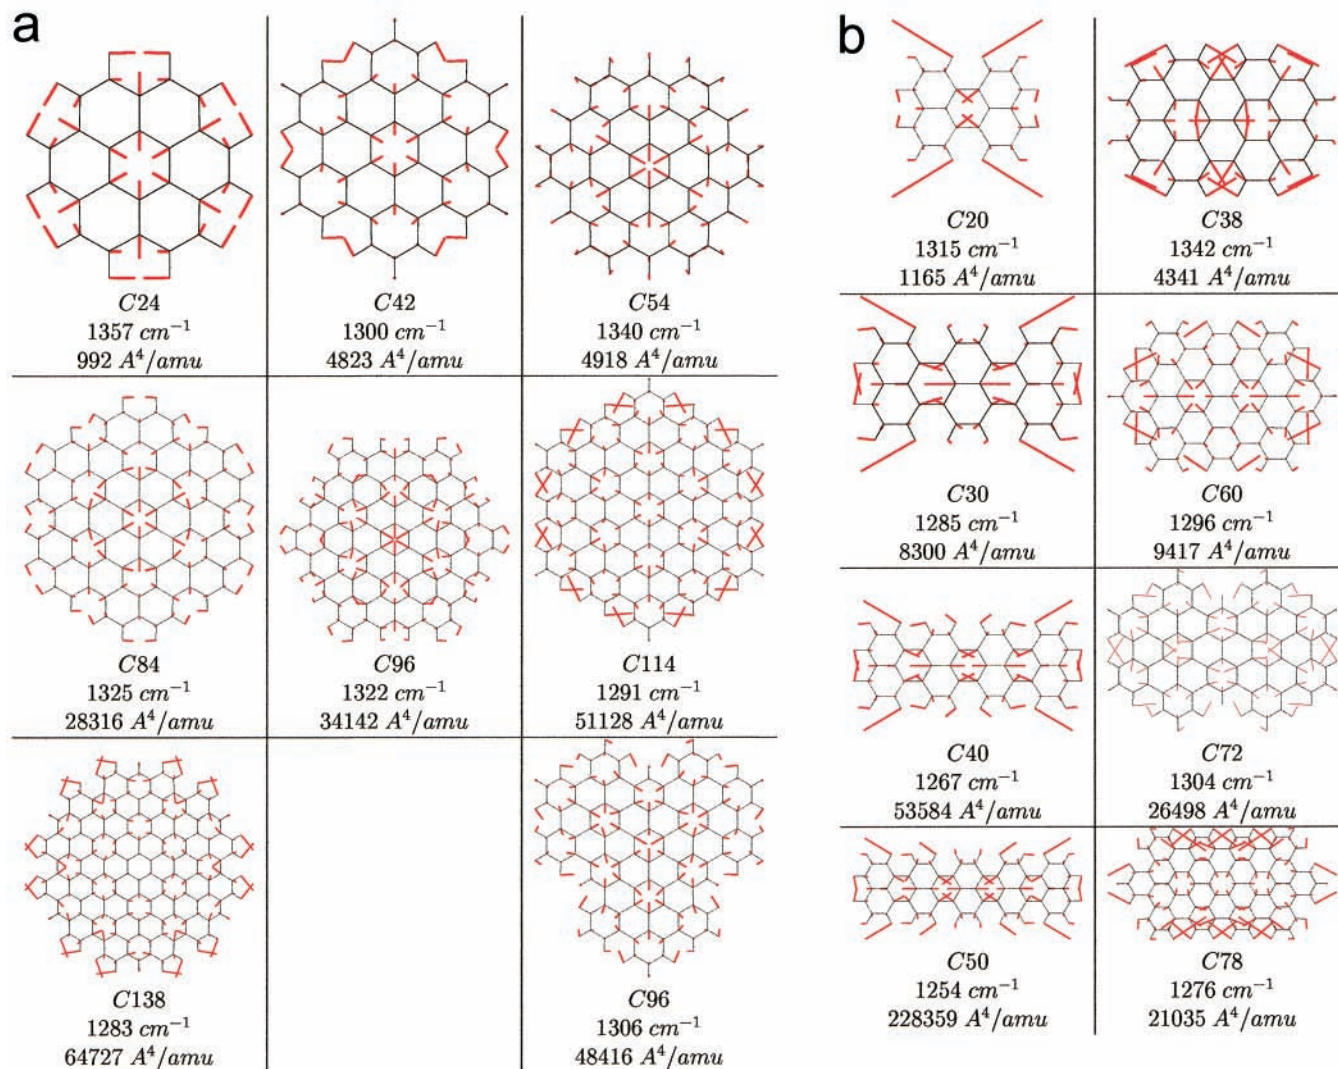 a
C24
1357 cm⁻¹
992 A⁴/amu
C42
1300 cm⁻¹
4823 A⁴/amu
C54
1340 cm⁻¹
4918 A⁴/amu
C84
1325 cm⁻¹
28316 A⁴/amu
C96
1322 cm⁻¹
34142 A⁴/amu
C114
1291 cm⁻¹
51128 A⁴/amu
C138
1283 cm⁻¹
64727 A⁴/amu
C96
1306 cm⁻¹
48416 A⁴/amu
b
C20
1315 cm⁻¹
1165 A⁴/amu
C38
1342 cm⁻¹
4341 A⁴/amu
C30
1285 cm⁻¹
8300 A⁴/amu
C60
1296 cm⁻¹
9417 A⁴/amu
C40
1267 cm⁻¹
53584 A⁴/amu
C72
1304 cm⁻¹
26498 A⁴/amu
C50
1254 cm⁻¹
228359 A⁴/amu
C78
1276 cm⁻¹
21035 A⁴/amu